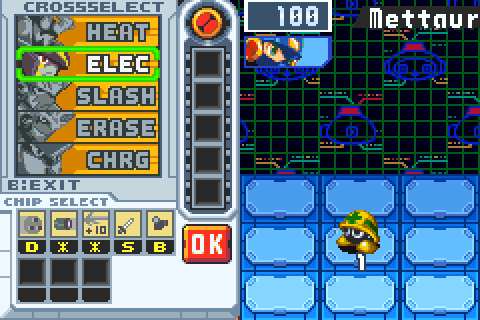 CROSSSELECT
HEAT
ELEC
SLASH
ERASE
CHRG
B:EXIT
CHIP SELECT
+10
D * * S B
OK
100
Mettaur
1